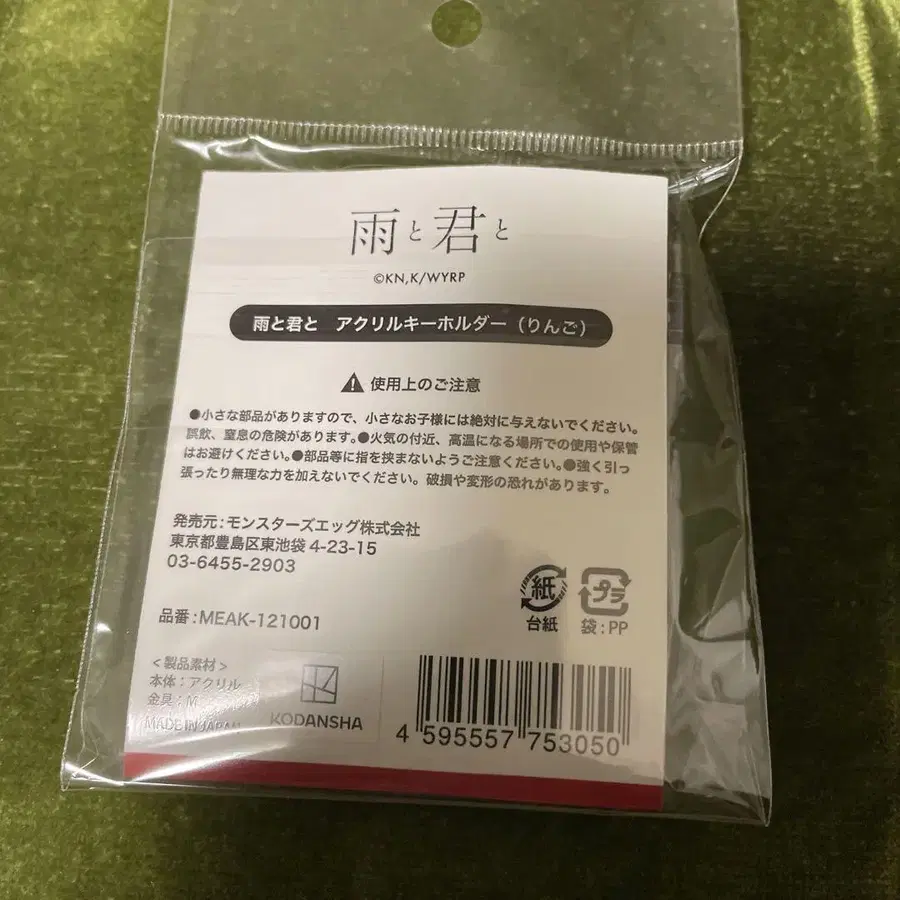 雨と君と
©KN,K/WYRP
雨と君と　アクリルキーホルダー（りんご）
使用上のご注意
●小さな部品がありますので、小さなお子様には絶対に与えないでください。
誤飲、窒息の危険があります。●火気の付近、高温になる場所での使用や保管
はお避けください。●部品等に指を挟まないようご注意ください。●強く引っ
張ったり無理な力を加えないでください。破損や変形の恐れがあります。
発売元:モンスターズエッグ株式会社
東京都豊島区東池袋 4-23-15
03-6455-2903
紙
プラ
台紙
袋:PP
品番:MEAK-121001
<製品素材>
本体:アクリル
金具:M
MADE IN JAPAN
KODANSHA
4 595557 753050